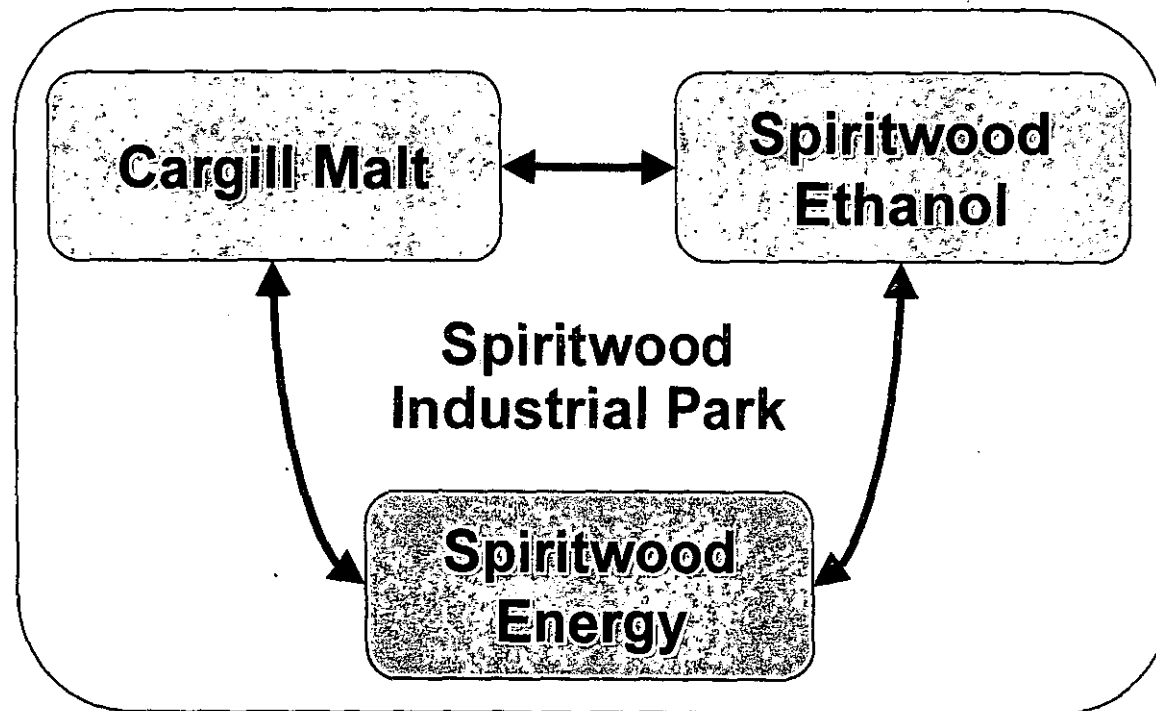 Cargill Malt
Spiritwood
Ethanol
Spiritwood
Industrial Park
Spiritwood
Energy